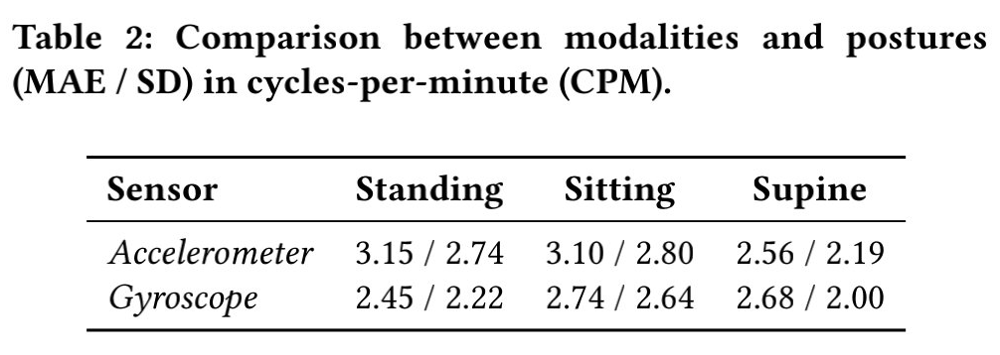 Table 2: Comparison between modalities and postures
(MAE / SD) in cycles-per-minute (CPM).
Sensor Standing Sitting Supine
Accelerometer 3.15 / 2.74 3.10 / 2.80 2.56 / 2.19
Gyroscope 2.45 / 2.22 2.74 / 2.64 2.68 / 2.00